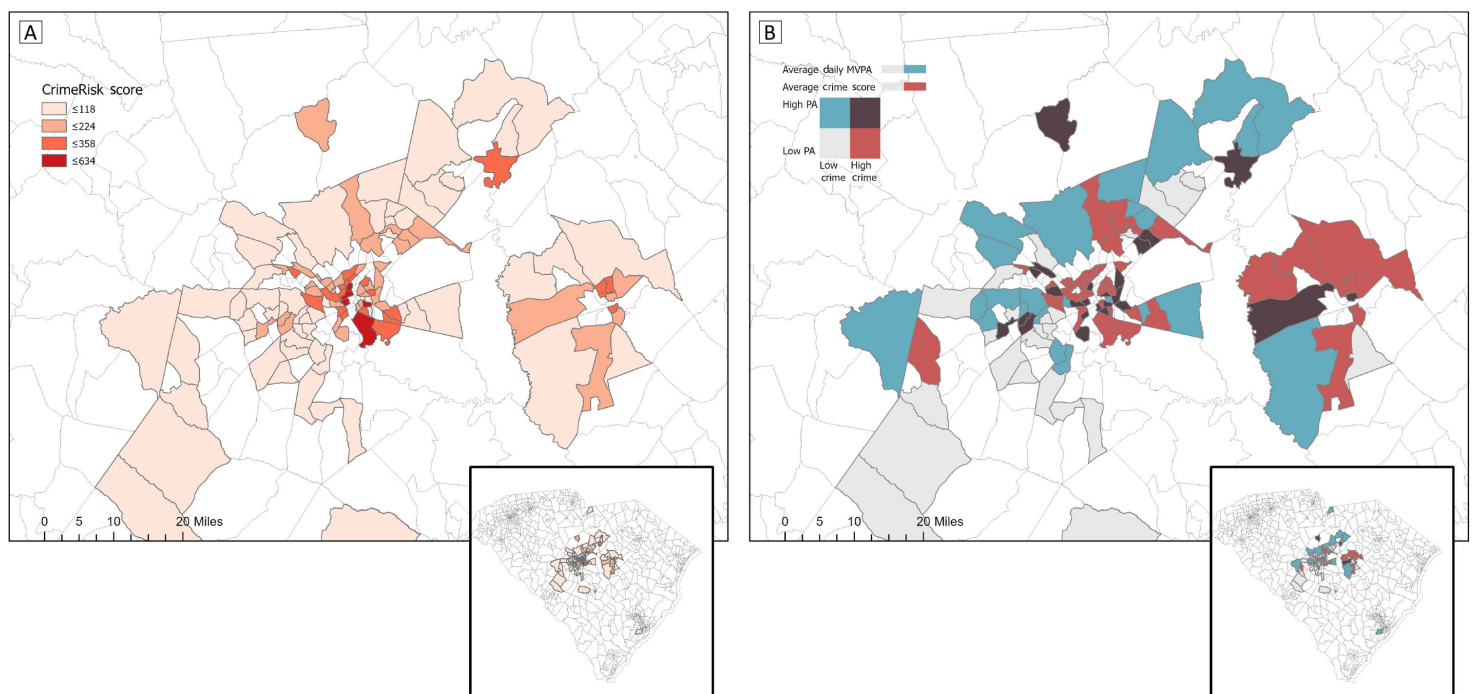 A
CrimeRisk score
≤118
≤224
≤358
≤634
0 5 10 20 Miles
B
Average daily MVPA
Average crime score
High PA
Low PA
Low crime
High crime
0 5 10 20 Miles